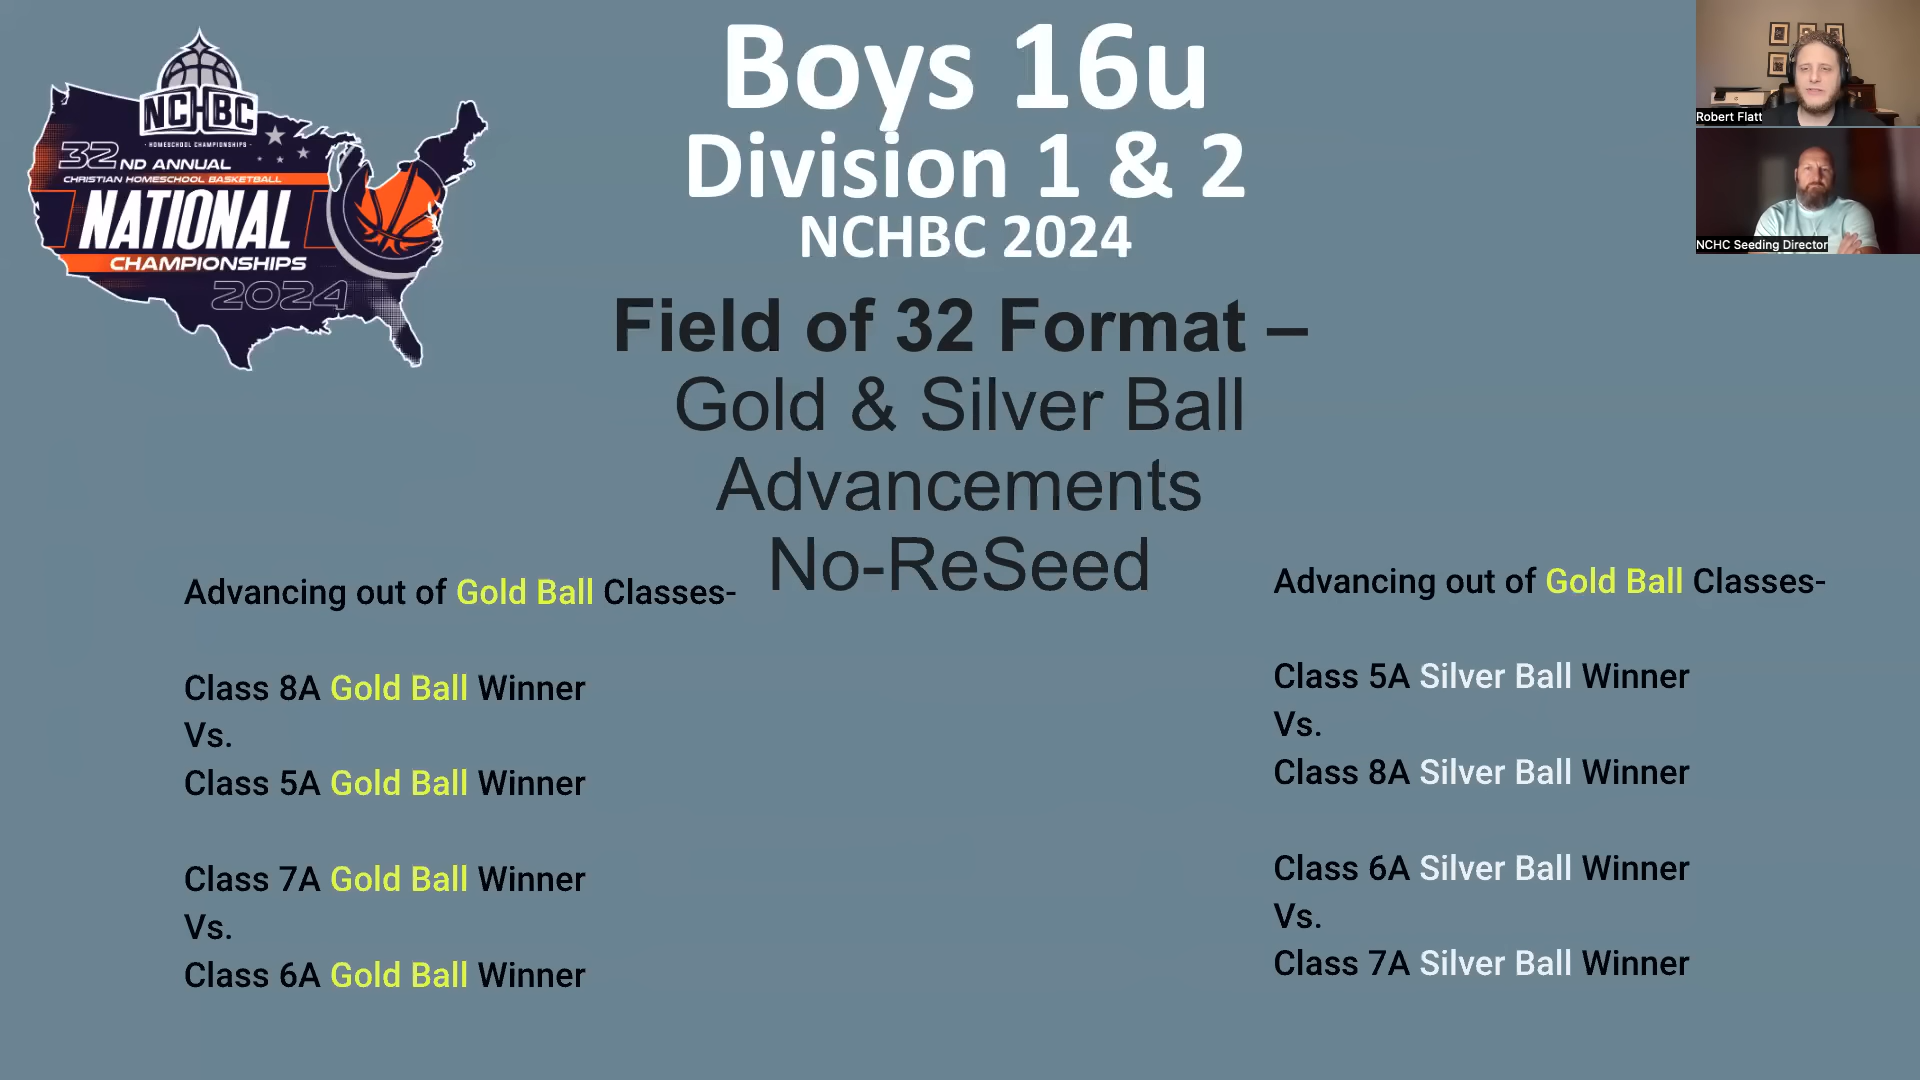 NCHBC
- HOMESCHOOL CHAMPIONSHIPS -
32ND ANNUAL
CHRISTIAN HOMESCHOOL BASKETBALL
NATIONAL
CHAMPIONSHIPS
2024
Boys 16u
Division 1 & 2
NCHBC 2024
Field of 32 Format –
Gold & Silver Ball
Advancements
No-ReSeed
Advancing out of Gold Ball Classes-
Class 8A Gold Ball Winner
Vs.
Class 5A Gold Ball Winner
Class 7A Gold Ball Winner
Vs.
Class 6A Gold Ball Winner
Advancing out of Gold Ball Classes-
Class 5A Silver Ball Winner
Vs.
Class 8A Silver Ball Winner
Class 6A Silver Ball Winner
Vs.
Class 7A Silver Ball Winner
Robert Flatt
NCHC Seeding Director